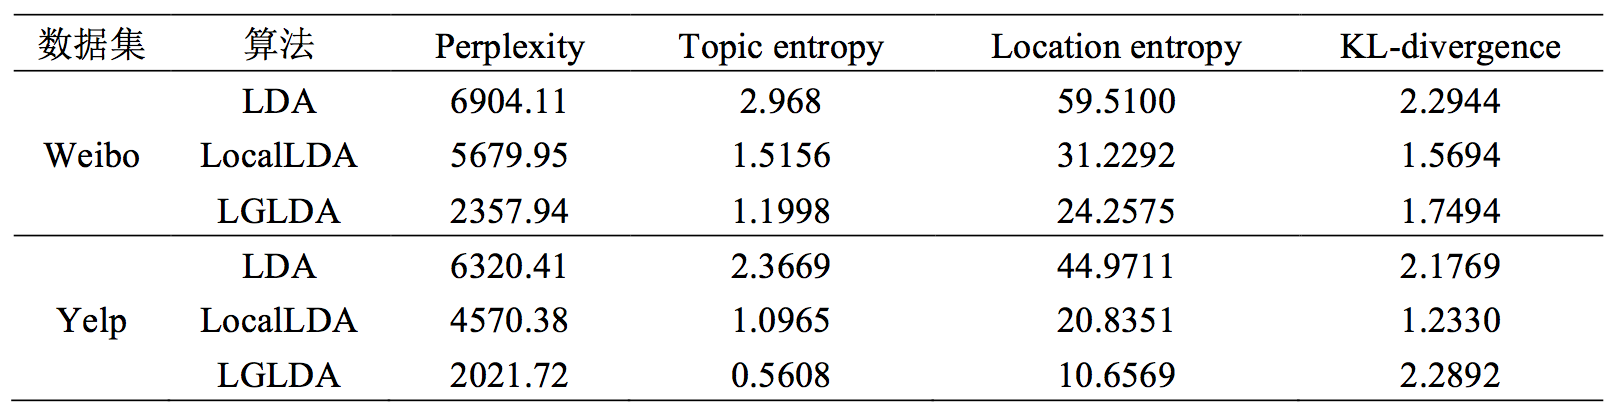 数据集 算法 Perplexity Topic entropy Location entropy KL-divergence
LDA 6904.11 2.968 59.5100 2.2944
Weibo LocalLDA 5679.95 1.5156 31.2292 1.5694
LGLDA 2357.94 1.1998 24.2575 1.7494
LDA 6320.41 2.3669 44.9711 2.1769
Yelp LocalLDA 4570.38 1.0965 20.8351 1.2330
LGLDA 2021.72 0.5608 10.6569 2.2892